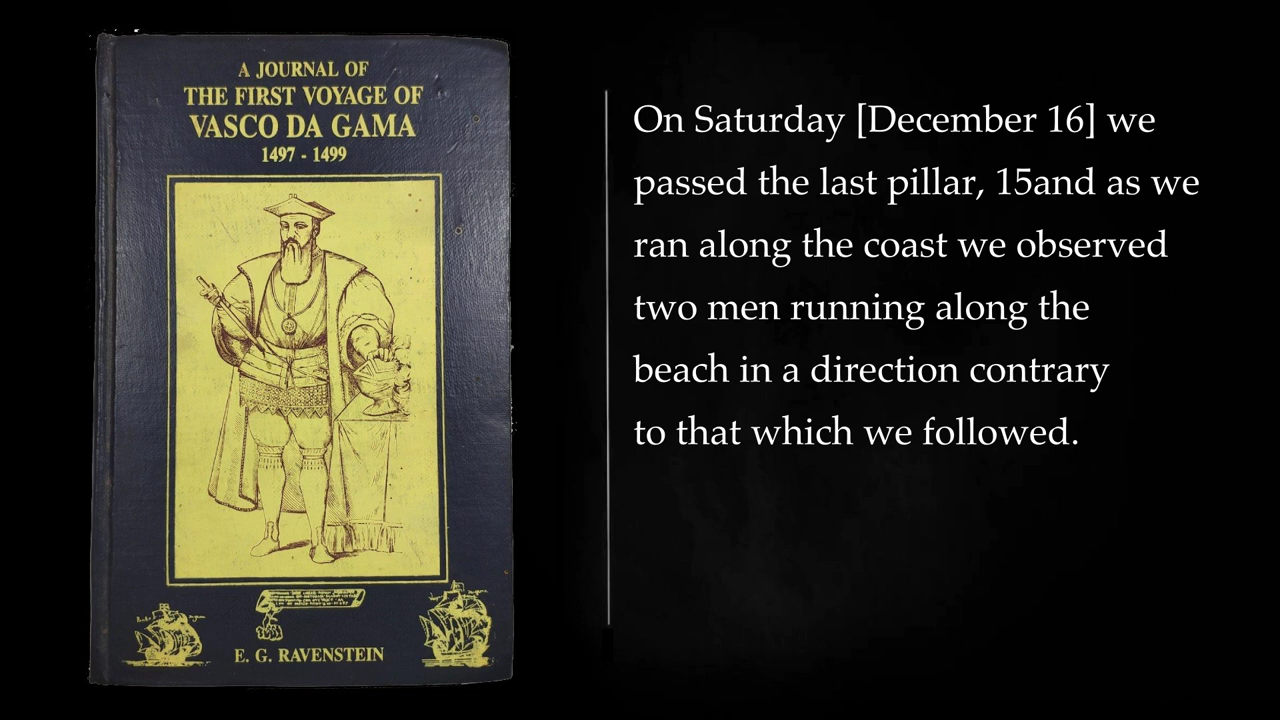 A JOURNAL OF
THE FIRST VOYAGE OF
VASCO DA GAMA
1497 - 1499
E. G. RAVENSTEIN
On Saturday [December 16] we
passed the last pillar, 15and as we
ran along the coast we observed
two men running along the
beach in a direction contrary
to that which we followed.